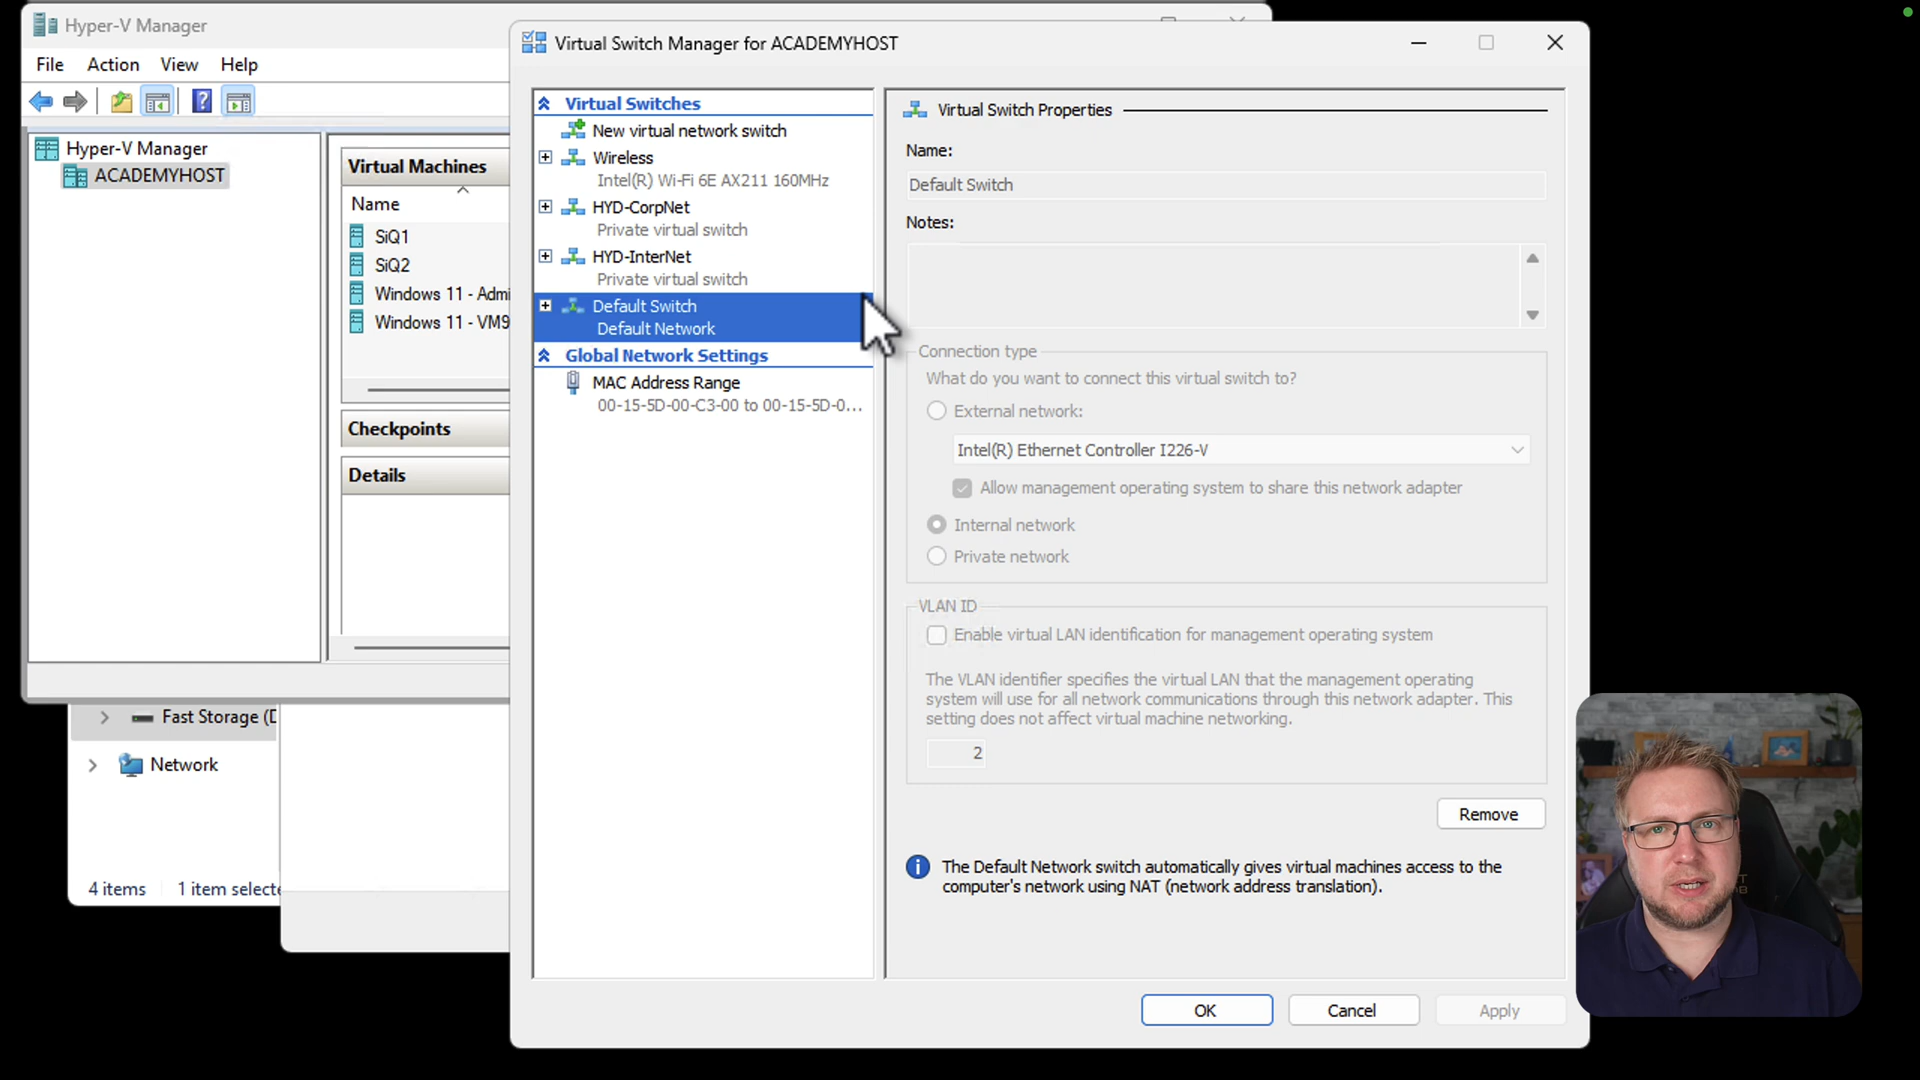 Hyper-V Manager
File Action View Help
Hyper-V Manager
ACADEMYHOST
Virtual Machines
Name
SiQ1
SiQ2
Windows 11 - Admi
Windows 11 - VM9
Checkpoints
Details
Fast Storage (D
Network
4 items 1 item selecte
Virtual Switch Manager for ACADEMYHOST
Virtual Switches
New virtual network switch
Wireless
Intel(R) Wi-Fi 6E AX211 160MHz
HYD-CorpNet
Private virtual switch
HYD-InterNet
Private virtual switch
Default Switch
Default Network
Global Network Settings
MAC Address Range
00-15-5D-00-C3-00 to 00-15-5D-0...
Virtual Switch Properties
Name:
Default Switch
Notes:
Connection type
What do you want to connect this virtual switch to?
External network:
Intel(R) Ethernet Controller I226-V
Allow management operating system to share this network adapter
Internal network
Private network
VLAN ID
Enable virtual LAN identification for management operating system
The VLAN identifier specifies the virtual LAN that the management operating
system will use for all network communications through this network adapter. This
setting does not affect virtual machine networking.
2
Remove
The Default Network switch automatically gives virtual machines access to the
computer's network using NAT (network address translation).
OK Cancel Apply